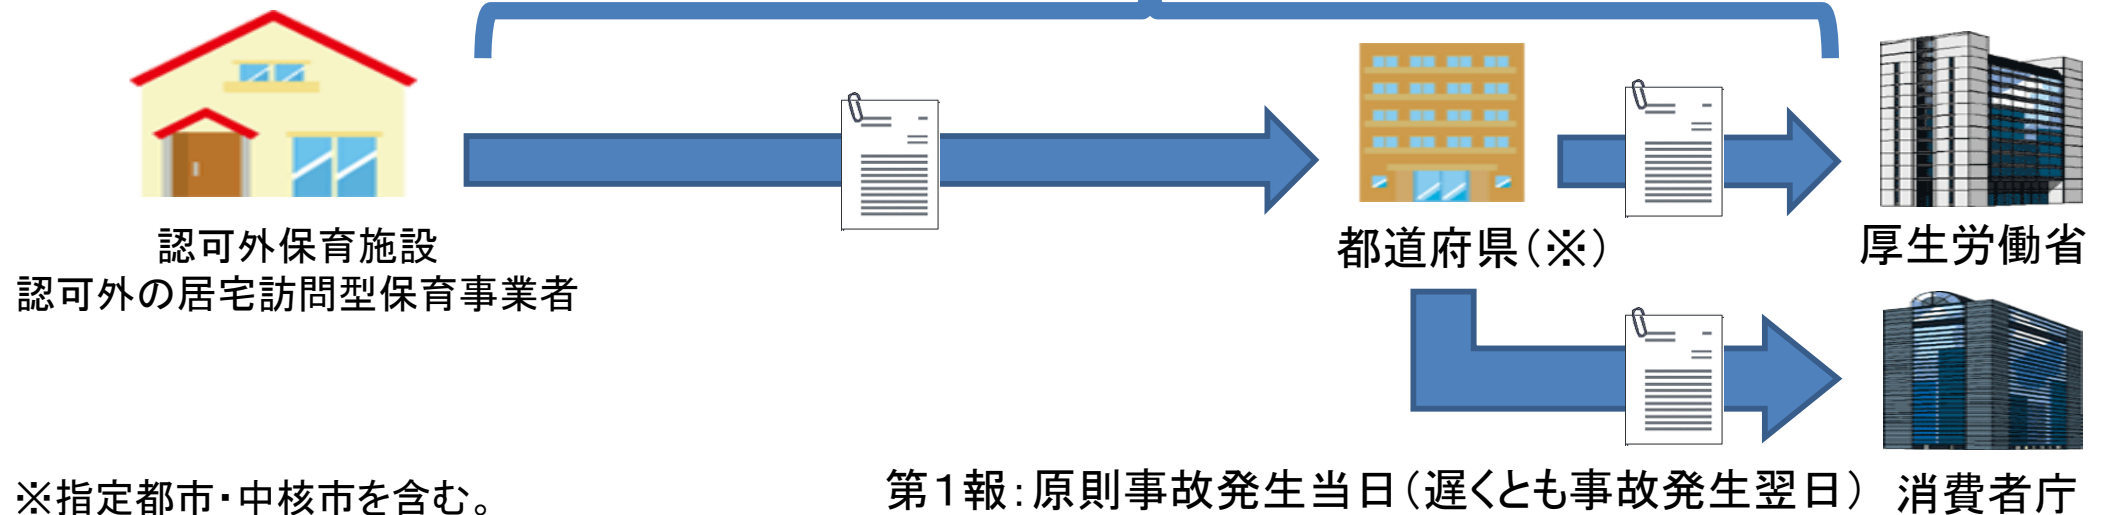 認可外保育施設
認可外の居宅訪問型保育事業者
都道府県(※)
厚生労働省
※指定都市・中核市を含む。
第1報:原則事故発生当日(遅くとも事故発生翌日)
消費者庁